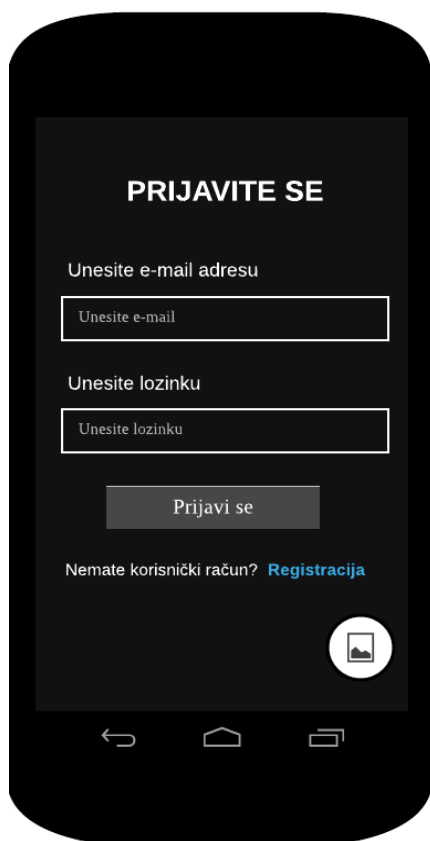 PRIJAVITE SE
Unesite e-mail adresu
Unesite e-mail
Unesite lozinku
Unesite lozinku
Prijavi se
Nemate korisnički račun? Registracija